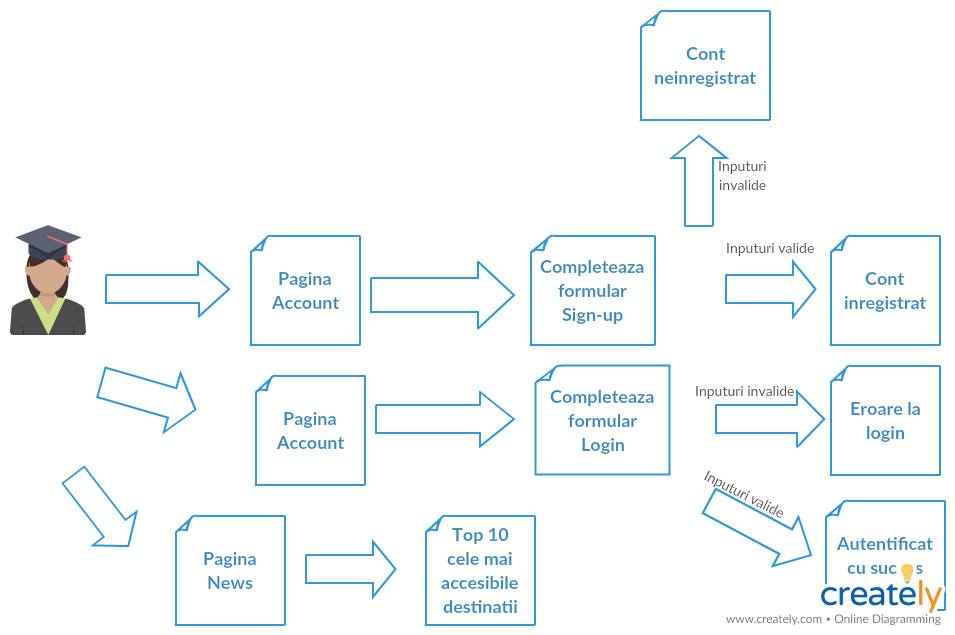 Cont
neinregistrat
Inputuri
invalide
Inputuri valide
Pagina
Account
Completeaza
formular
Sign-up
Cont
inregistrat
Inputuri invalide
Pagina
Account
Completeaza
formular
Login
Eroare la
login
Inputuri valide
Pagina
News
Top 10
cele mai
accesibile
destinatii
Autentificat
cu suc s
creately
www.creately.com • Online Diagramming